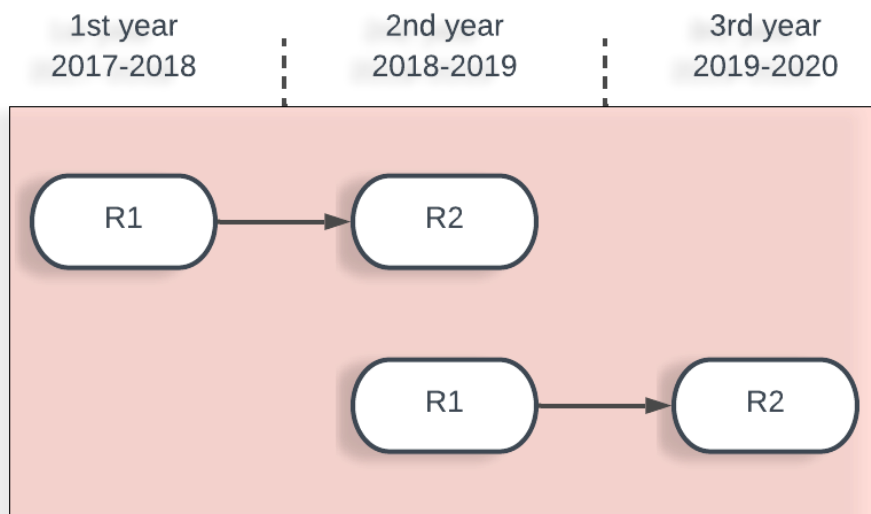 1st year
2017-2018
2nd year
2018-2019
3rd year
2019-2020
R1
R2
R1
R2